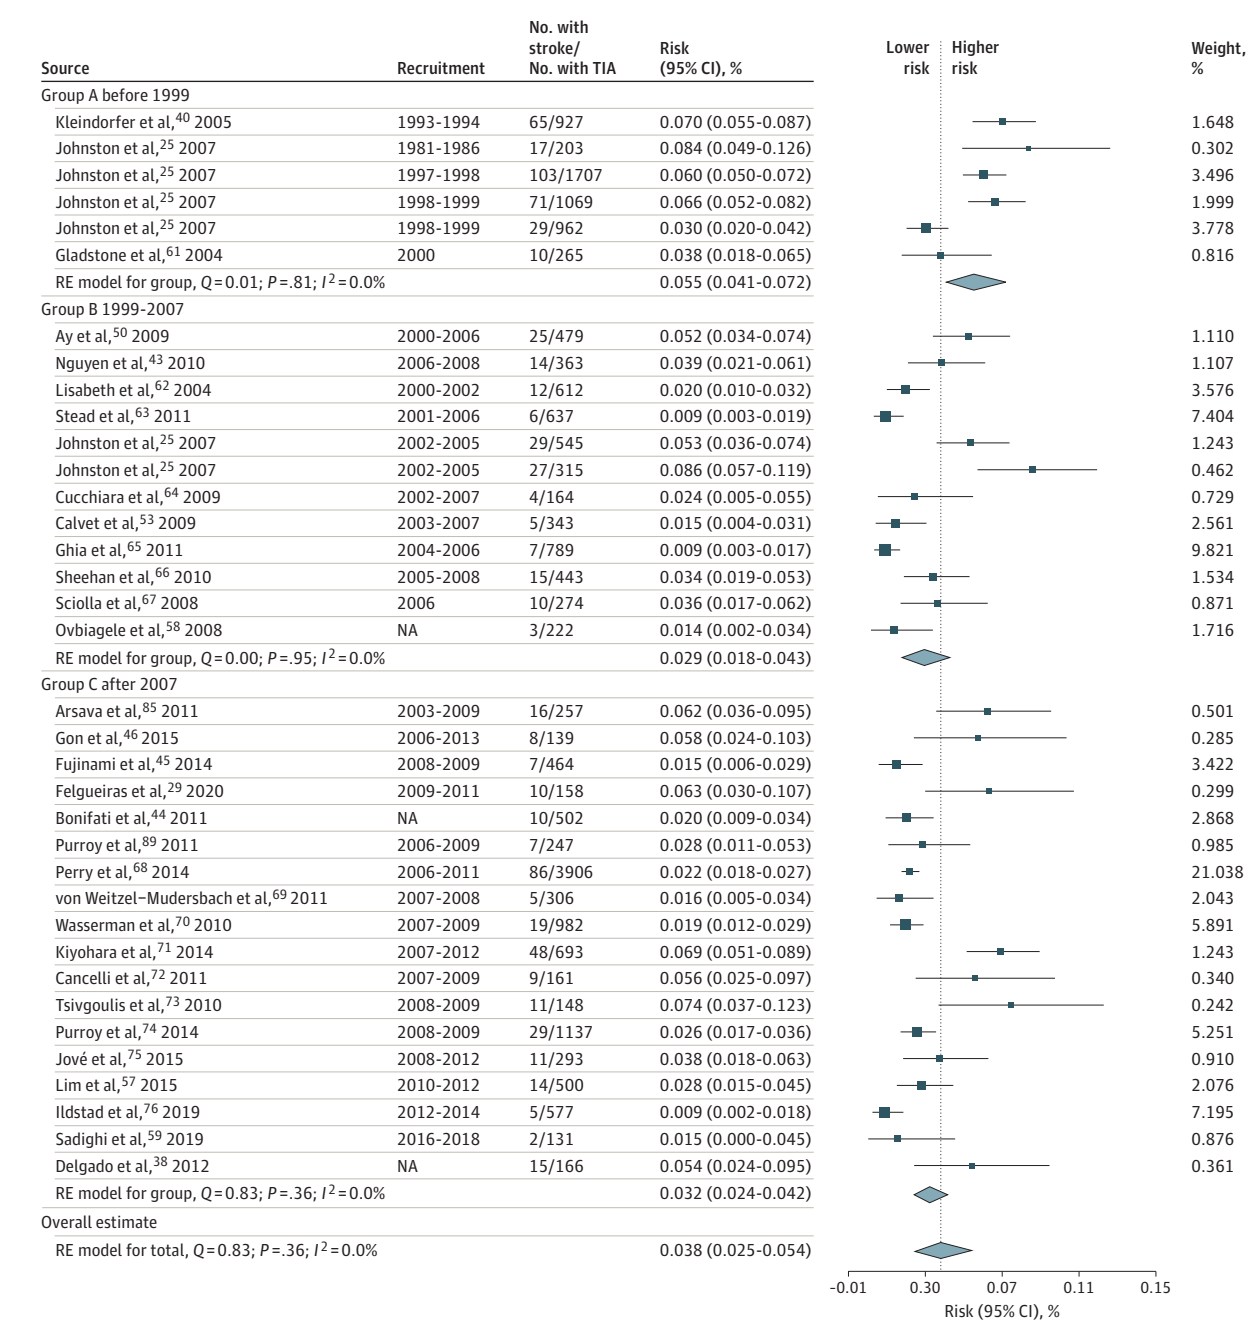 Source Recruitment No. with stroke/ No. with TIA Risk (95% CI), % Lower risk Higher risk Weight, %
Group A before 1999
Kleindorfer et al,40 2005 1993-1994 65/927 0.070 (0.055-0.087) 1.648
Johnston et al,25 2007 1981-1986 17/203 0.084 (0.049-0.126) 0.302
Johnston et al,25 2007 1997-1998 103/1707 0.060 (0.050-0.072) 3.496
Johnston et al,25 2007 1998-1999 71/1069 0.066 (0.052-0.082) 1.999
Johnston et al,25 2007 1998-1999 29/962 0.030 (0.020-0.042) 3.778
Gladstone et al,61 2004 2000 10/265 0.038 (0.018-0.065) 0.816
RE model for group, Q=0.01; P=.81; I2=0.0% 0.055 (0.041-0.072)
Group B 1999-2007
Ay et al,50 2009 2000-2006 25/479 0.052 (0.034-0.074) 1.110
Nguyen et al,43 2010 2006-2008 14/363 0.039 (0.021-0.061) 1.107
Lisabeth et al,62 2004 2000-2002 12/612 0.020 (0.010-0.032) 3.576
Stead et al,63 2011 2001-2006 6/637 0.009 (0.003-0.019) 7.404
Johnston et al,25 2007 2002-2005 29/545 0.053 (0.036-0.074) 1.243
Johnston et al,25 2007 2002-2005 27/315 0.086 (0.057-0.119) 0.462
Cucchiara et al,64 2009 2002-2007 4/164 0.024 (0.005-0.055) 0.729
Calvet et al,53 2009 2003-2007 5/343 0.015 (0.004-0.031) 2.561
Ghia et al,65 2011 2004-2006 7/789 0.009 (0.003-0.017) 9.821
Sheehan et al,66 2010 2005-2008 15/443 0.034 (0.019-0.053) 1.534
Sciolla et al,67 2008 2006 10/274 0.036 (0.017-0.062) 0.871
Ovbiagele et al,58 2008 NA 3/222 0.014 (0.002-0.034) 1.716
RE model for group, Q=0.00; P=.95; I2=0.0% 0.029 (0.018-0.043)
Group C after 2007
Arsava et al,85 2011 2003-2009 16/257 0.062 (0.036-0.095) 0.501
Gon et al,46 2015 2006-2013 8/139 0.058 (0.024-0.103) 0.285
Fujinami et al,45 2014 2008-2009 7/464 0.015 (0.006-0.029) 3.422
Felgueiras et al,29 2020 2009-2011 10/158 0.063 (0.030-0.107) 0.299
Bonifati et al,44 2011 NA 10/502 0.020 (0.009-0.034) 2.868
Purroy et al,89 2011 2006-2009 7/247 0.028 (0.011-0.053) 0.985
Perry et al,68 2014 2006-2011 86/3906 0.022 (0.018-0.027) 21.038
von Weitzel-Mudersbach et al,69 2011 2007-2008 5/306 0.016 (0.005-0.034) 2.043
Wasserman et al,70 2010 2007-2009 19/982 0.019 (0.012-0.029) 5.891
Kiyohara et al,71 2014 2007-2012 48/693 0.069 (0.051-0.089) 1.243
Cancelli et al,72 2011 2007-2009 9/161 0.056 (0.025-0.097) 0.340
Tsivgoulis et al,73 2010 2008-2009 11/148 0.074 (0.037-0.123) 0.242
Purroy et al,74 2014 2008-2009 29/1137 0.026 (0.017-0.036) 5.251
Jové et al,75 2015 2008-2012 11/293 0.038 (0.018-0.063) 0.910
Lim et al,57 2015 2010-2012 14/500 0.028 (0.015-0.045) 2.076
Ildstad et al,76 2019 2012-2014 5/577 0.009 (0.002-0.018) 7.195
Sadighi et al,59 2019 2016-2018 2/131 0.015 (0.000-0.045) 0.876
Delgado et al,38 2012 NA 15/166 0.054 (0.024-0.095) 0.361
RE model for group, Q=0.83; P=.36; I2=0.0% 0.032 (0.024-0.042)
Overall estimate
RE model for total, Q=0.83; P=.36; I2=0.0% 0.038 (0.025-0.054)
-0.01 0.30 0.07 0.11 0.15
Risk (95% CI), %